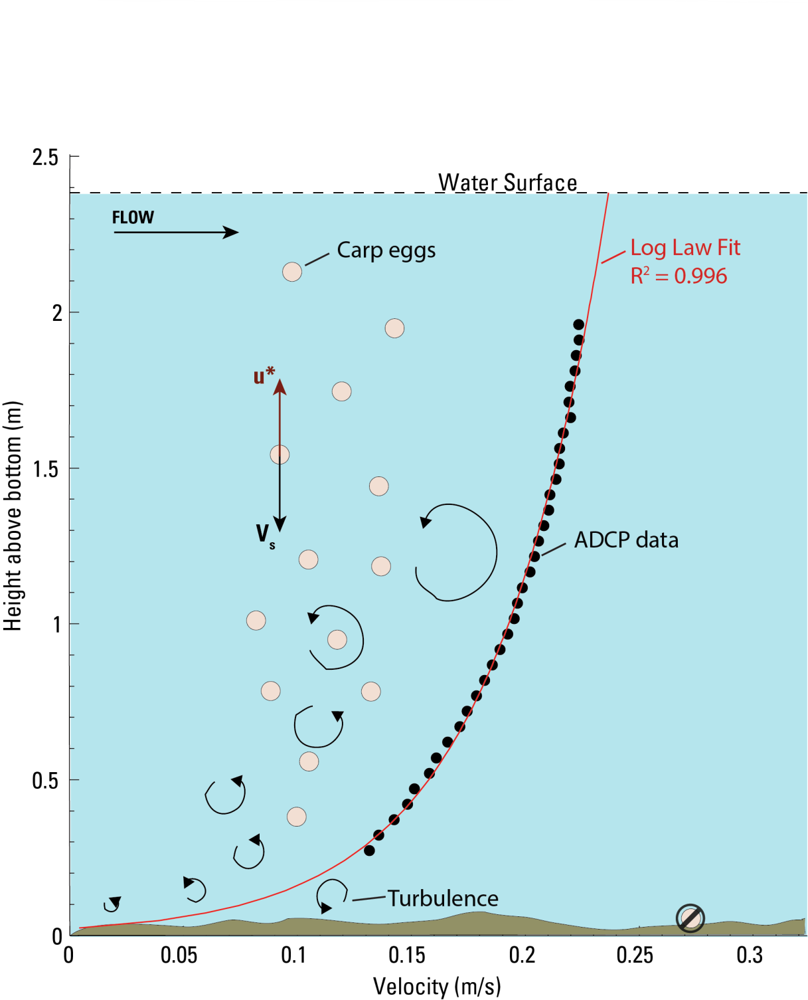 2.5
Water Surface
FLOW
Carp eggs
Log Law Fit
R² = 0.996
2
u*
1.5
Vs
ADCP data
Height above bottom (m)
1
0.5
Turbulence
0
0 0.05 0.1 0.15 0.2 0.25 0.3
Velocity (m/s)